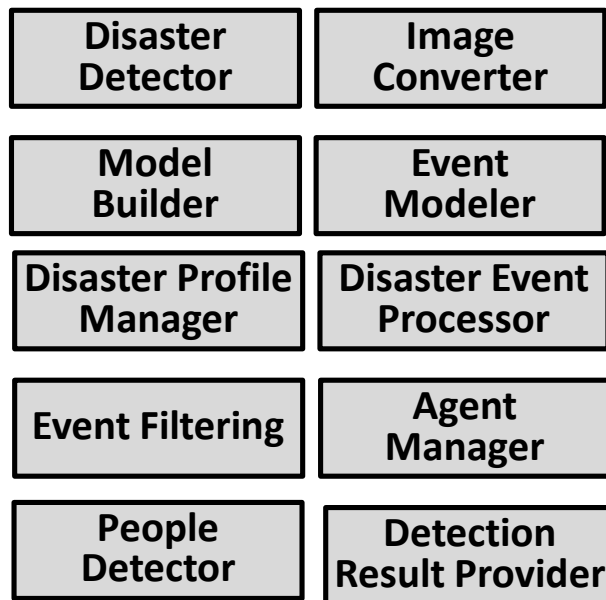 Disaster
Detector
Image
Converter
Model
Builder
Event
Modeler
Disaster Profile
Manager
Disaster Event
Processor
Event Filtering
Agent
Manager
People
Detector
Detection
Result Provider